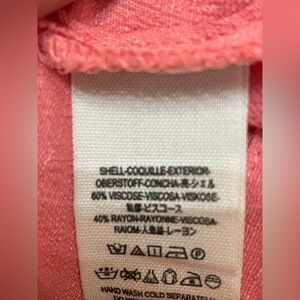 SHELL-COQUILLE-EXTERIOR-
OBERSTOFF-CONCHA-壳-シェル
60% VISCOSE-VISCOSA-VISKOSE-
粘膠-ビスコース
40% RAYON-RAYONNE-VISCOSA-
RAIOM-人造絲-レーヨン
HAND WASH COLD SEPARATELY